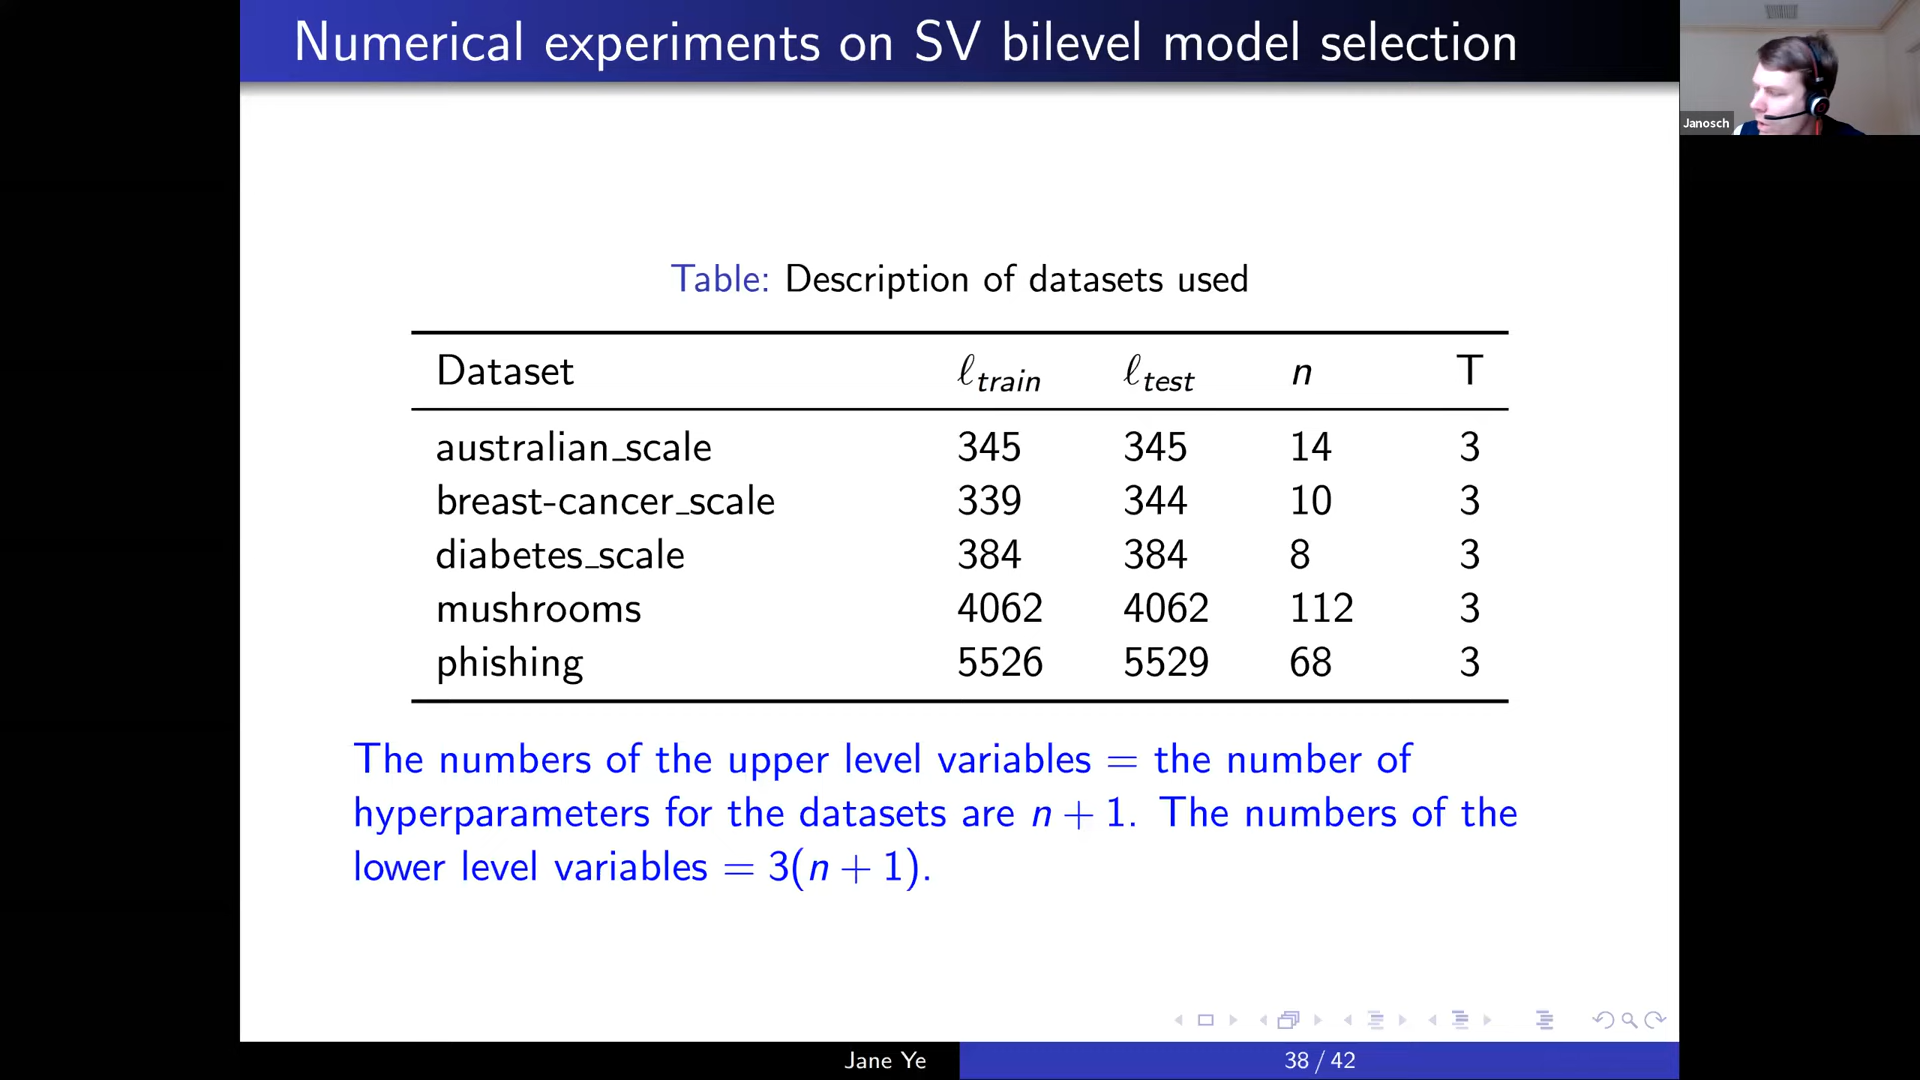 Numerical experiments on SV bilevel model selection
Janosch
Table: Description of datasets used
Dataset ℓtrain ℓtest n T
australian_scale 345 345 14 3
breast-cancer_scale 339 344 10 3
diabetes_scale 384 384 8 3
mushrooms 4062 4062 112 3
phishing 5526 5529 68 3
The numbers of the upper level variables = the number of
hyperparameters for the datasets are n + 1. The numbers of the
lower level variables = 3(n + 1).
Jane Ye 38 / 42